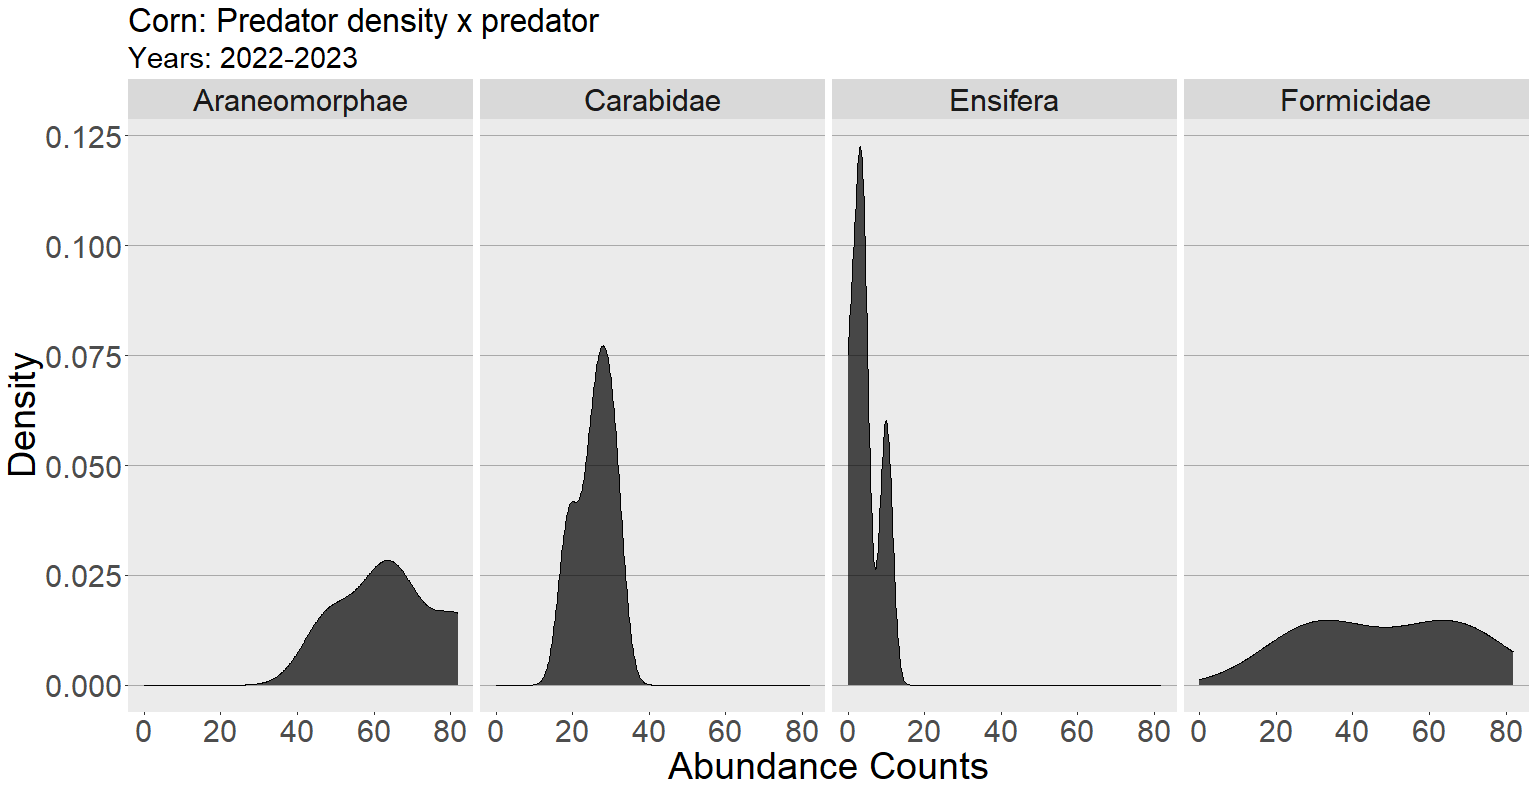 Corn: Predator density x predator
Years: 2022-2023
Araneomorphae Carabidae Ensifera Formicidae
0.125
0.100
0.075
0.050
0.025
0.000
Density
0 20 40 60 80 0 20 40 60 80 0 20 40 60 80 0 20 40 60 80
Abundance Counts